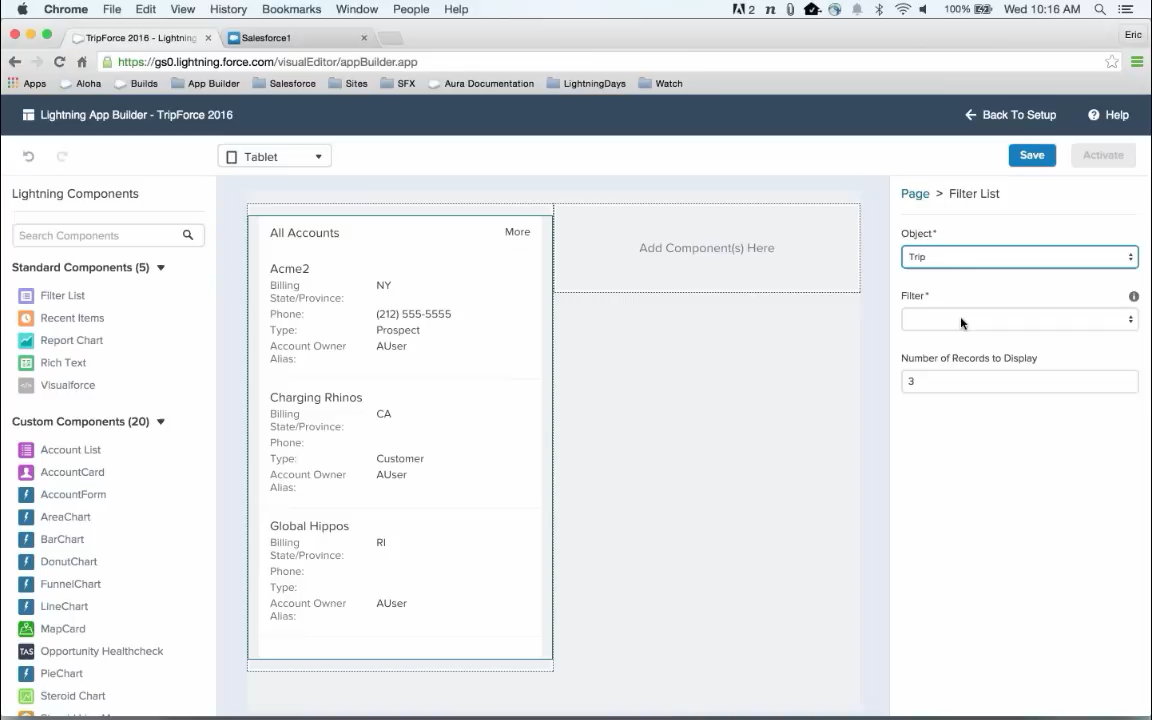 Chrome File Edit View History Bookmarks Window People Help 2 100% Wed 10:16 AM
TripForce 2016 - Lightning Salesforce1 Eric
https://gs0.lightning.force.com/visualEditor/appBuilder.app
Apps Aloha Builds App Builder Salesforce Sites SFX Aura Documentation LightningDays Watch
Lightning App Builder - TripForce 2016 Back To Setup Help
Tablet Save Activate
Lightning Components
Search Components
Standard Components (5)
Filter List
Recent Items
Report Chart
Rich Text
Visualforce
Custom Components (20)
Account List
AccountCard
AccountForm
AreaChart
BarChart
DonutChart
FunnelChart
LineChart
MapCard
TAS Opportunity Healthcheck
PieChart
Steroid Chart
All Accounts More
Acme2
Billing NY
State/Province:
Phone: (212) 555-5555
Type: Prospect
Account Owner AUser
Alias:
Charging Rhinos
Billing CA
State/Province:
Phone:
Type: Customer
Account Owner AUser
Alias:
Global Hippos
Billing RI
State/Province:
Phone:
Type:
Account Owner AUser
Alias:
Add Component(s) Here
Page > Filter List
Object*
Trip
Filter*
Number of Records to Display
3